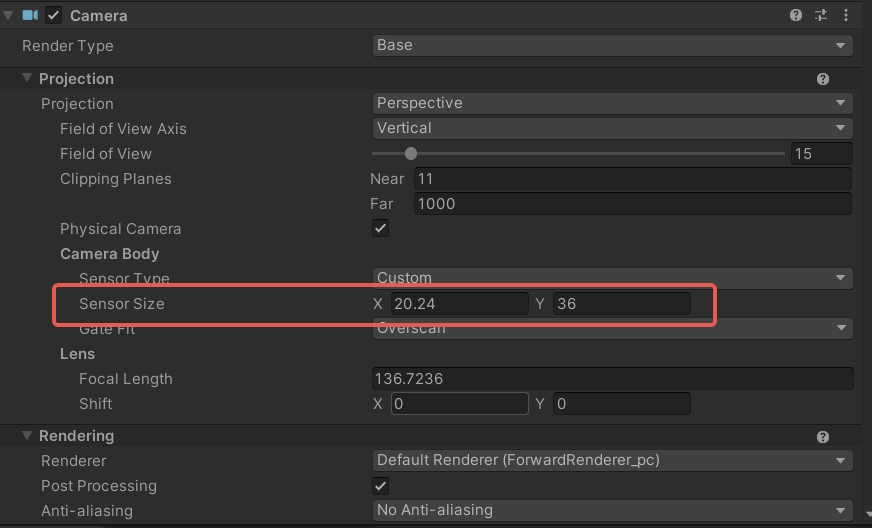 Camera
Render Type Base
Projection
Projection Perspective
Field of View Axis Vertical
Field of View 15
Clipping Planes Near 11
Far 1000
Physical Camera
Camera Body
Sensor Type Custom
Sensor Size X 20.24 Y 36
Gate Fit Overscan
Lens
Focal Length 136.7236
Shift X 0 Y 0
Rendering
Renderer Default Renderer (ForwardRenderer_pc)
Post Processing
Anti-aliasing No Anti-aliasing